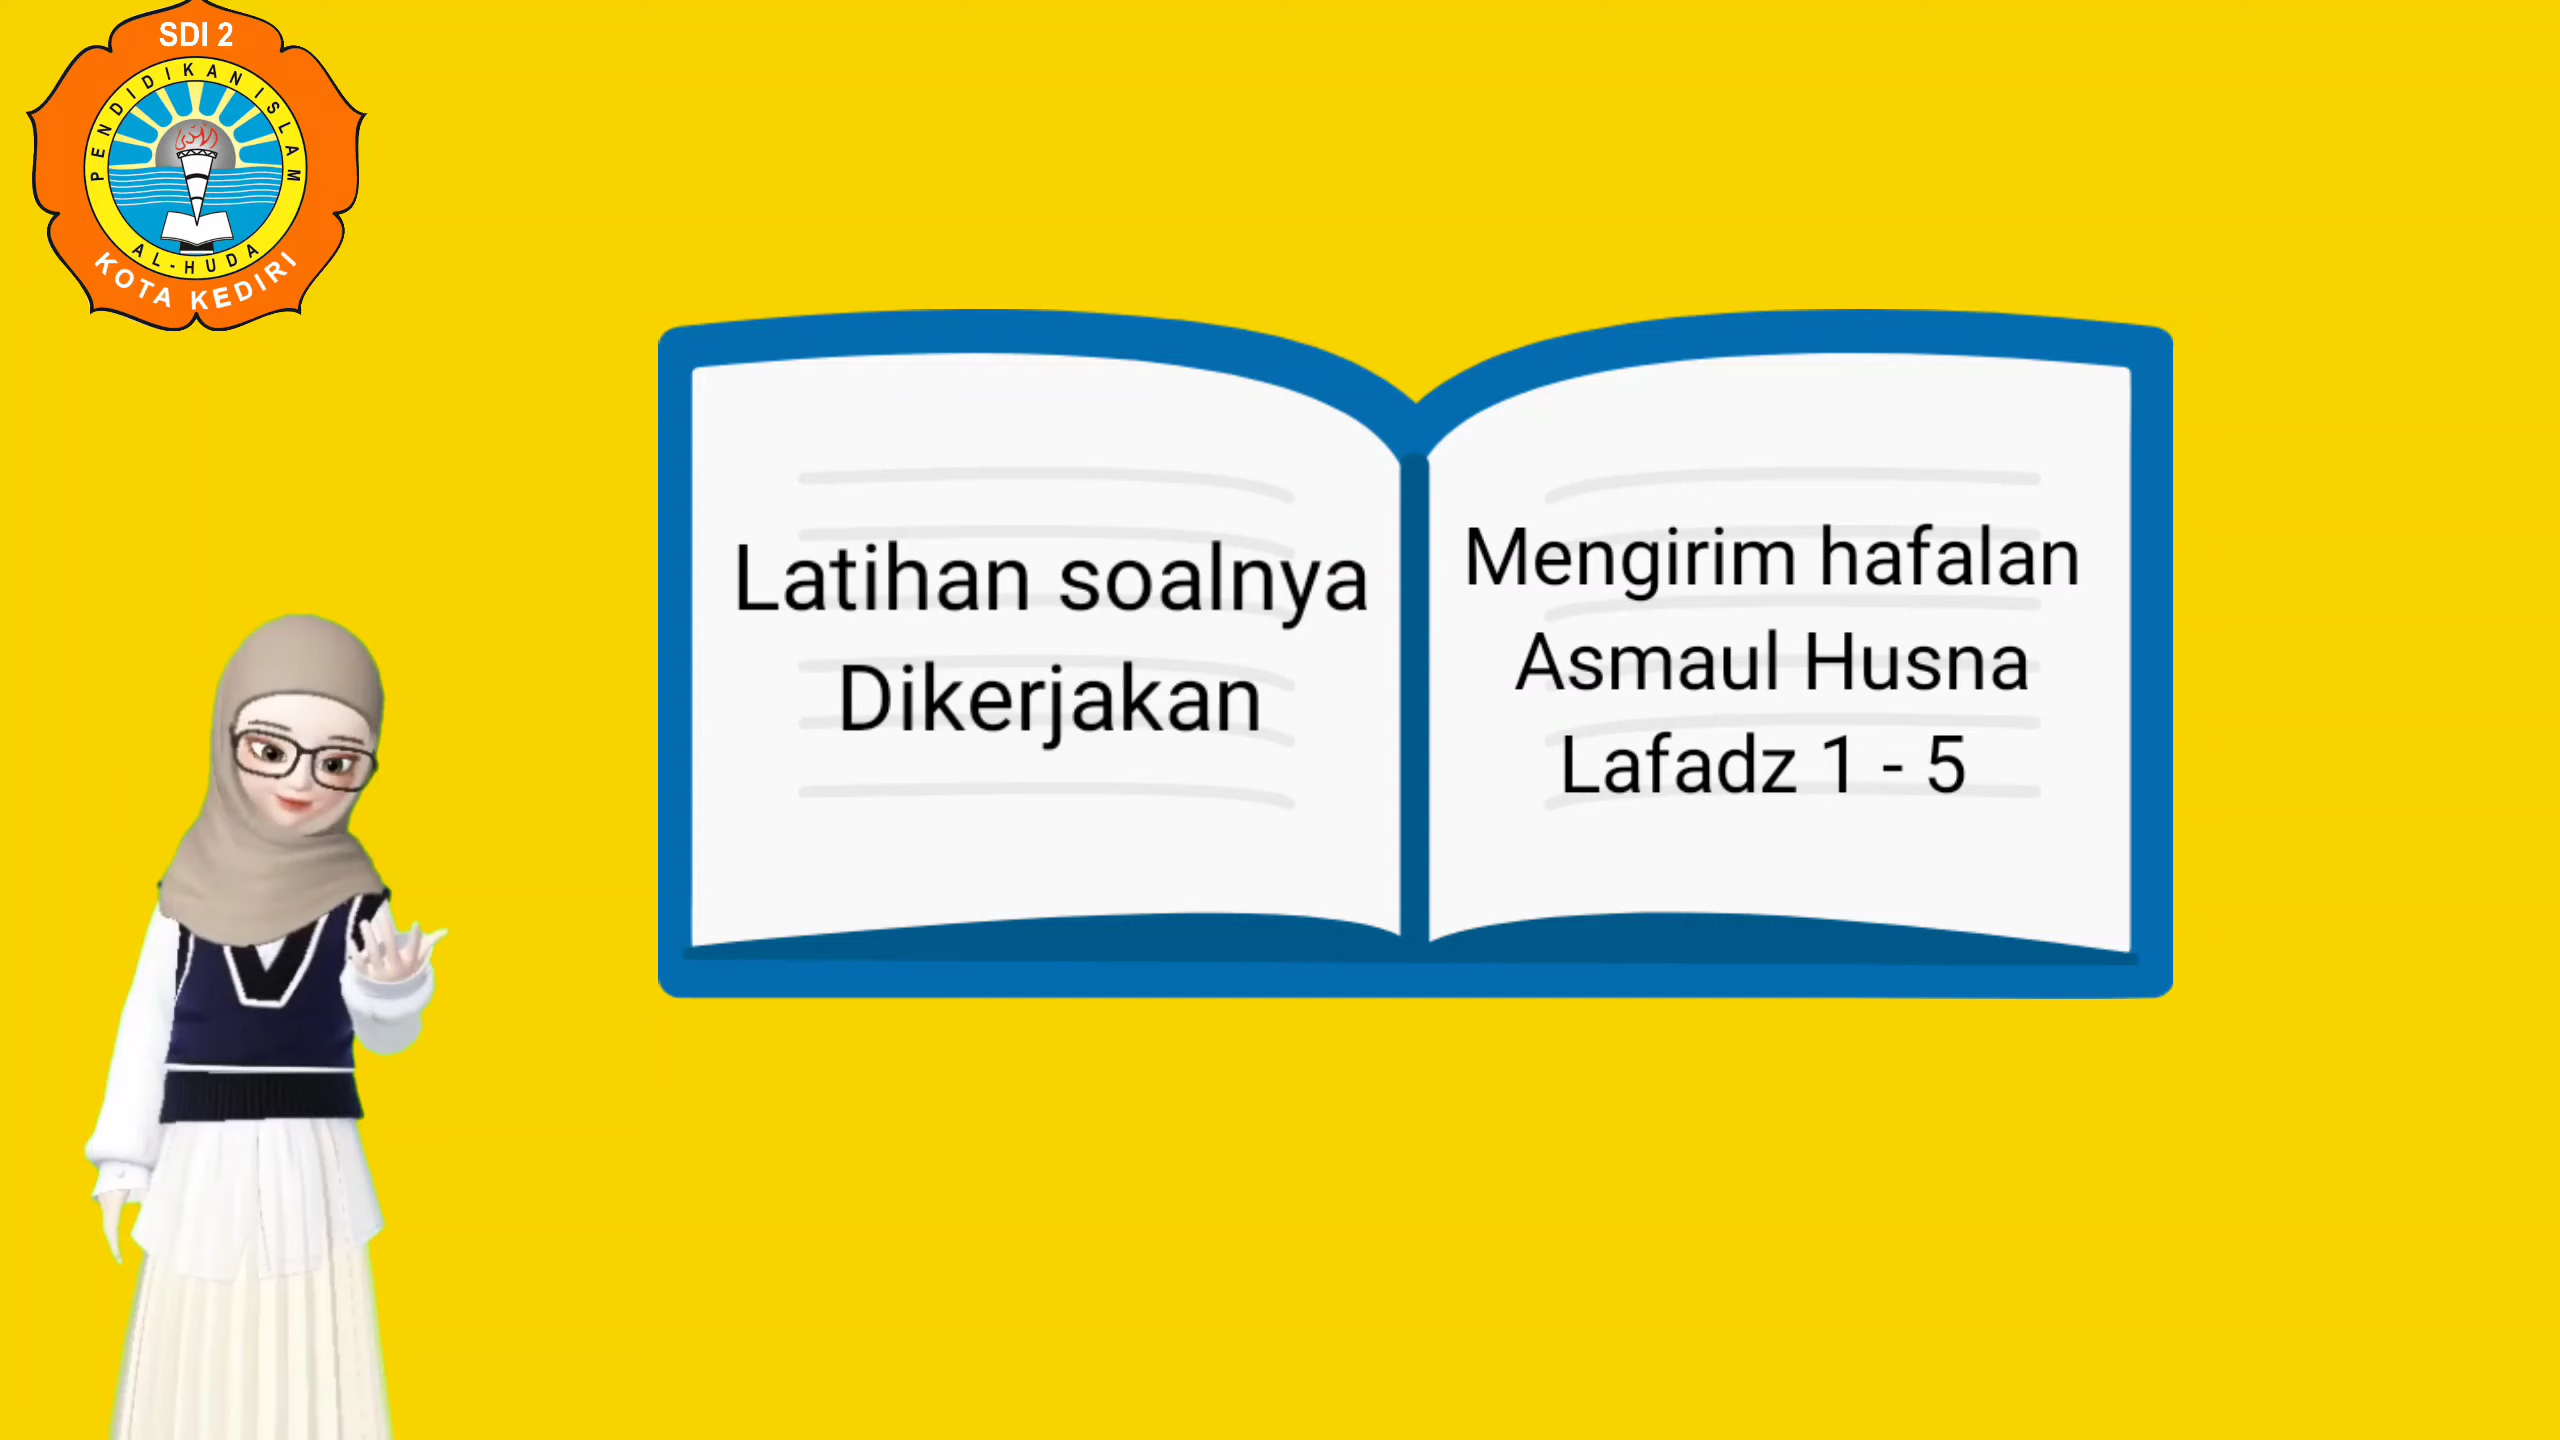 SDI 2
PENDIDIKAN ISLAM
AL-HUDA
KOTA KEDIRI
Latihan soalnya
Dikerjakan
Mengirim hafalan
Asmaul Husna
Lafadz 1 - 5